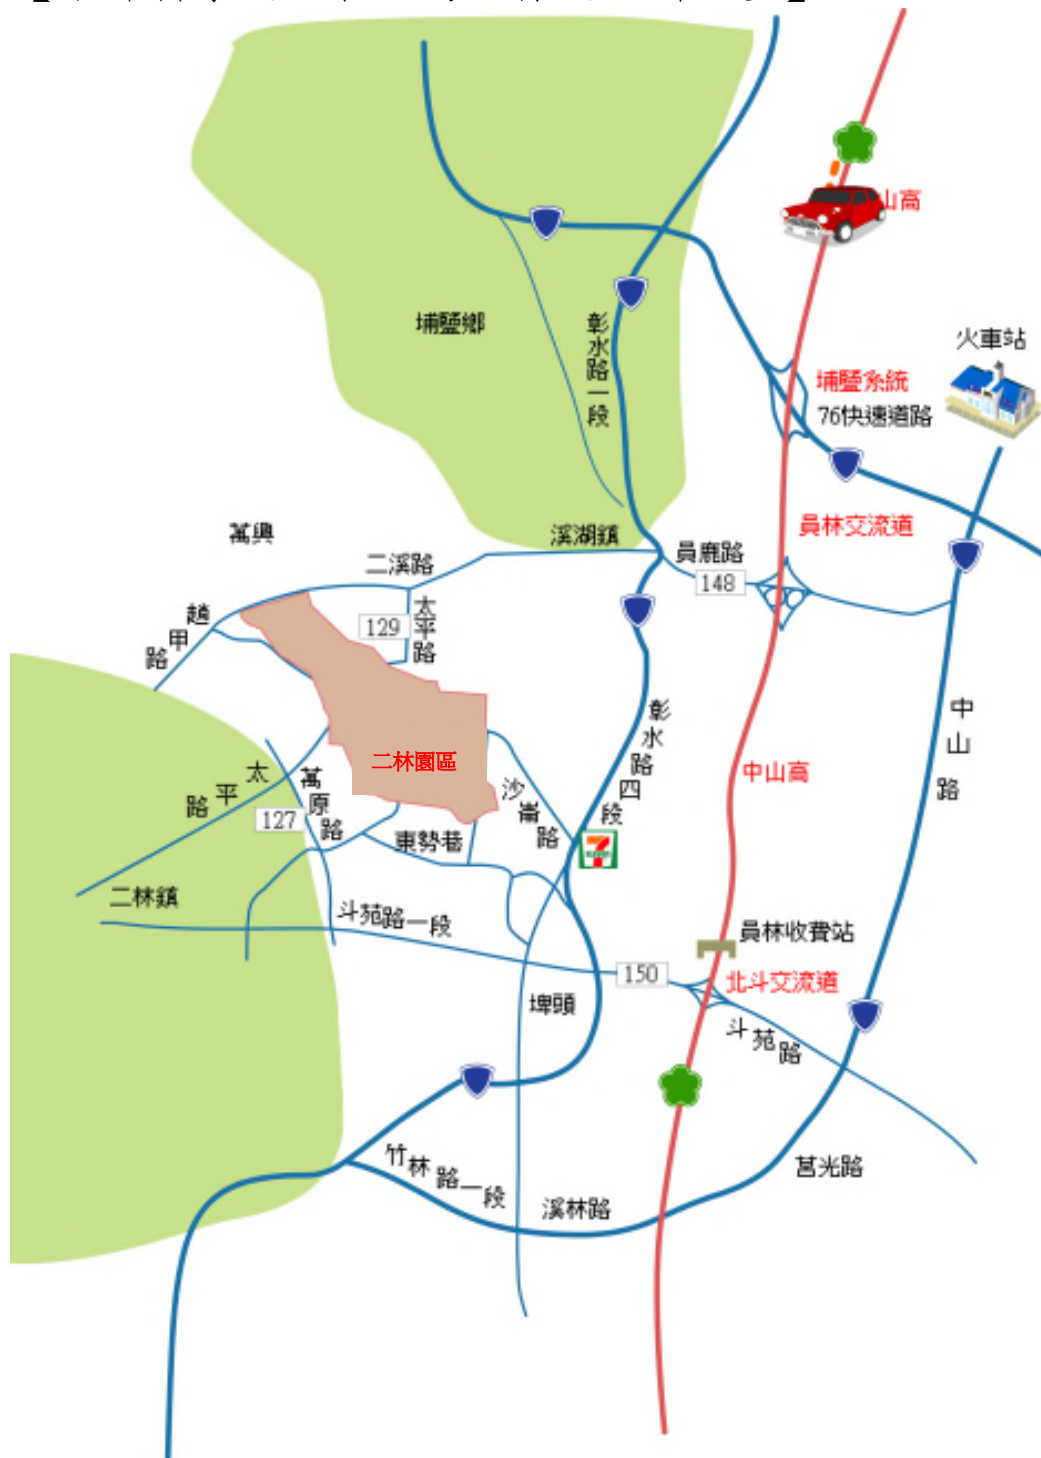 山高
火車站
埔鹽鄉
彰水路一段
埔鹽系統
76快速道路
員林交流道
萬興
溪湖鎮
員鹿路
二溪路
148
太平路
129
趙甲路
彰水路四段
中山路
二林園區
中山高
太平路
萬原路
沙崙路
127
東勢巷
7
二林鎮
斗苑路一段
員林收費站
150
北斗交流道
埤頭
斗苑路
竹林路一段
莒光路
溪林路